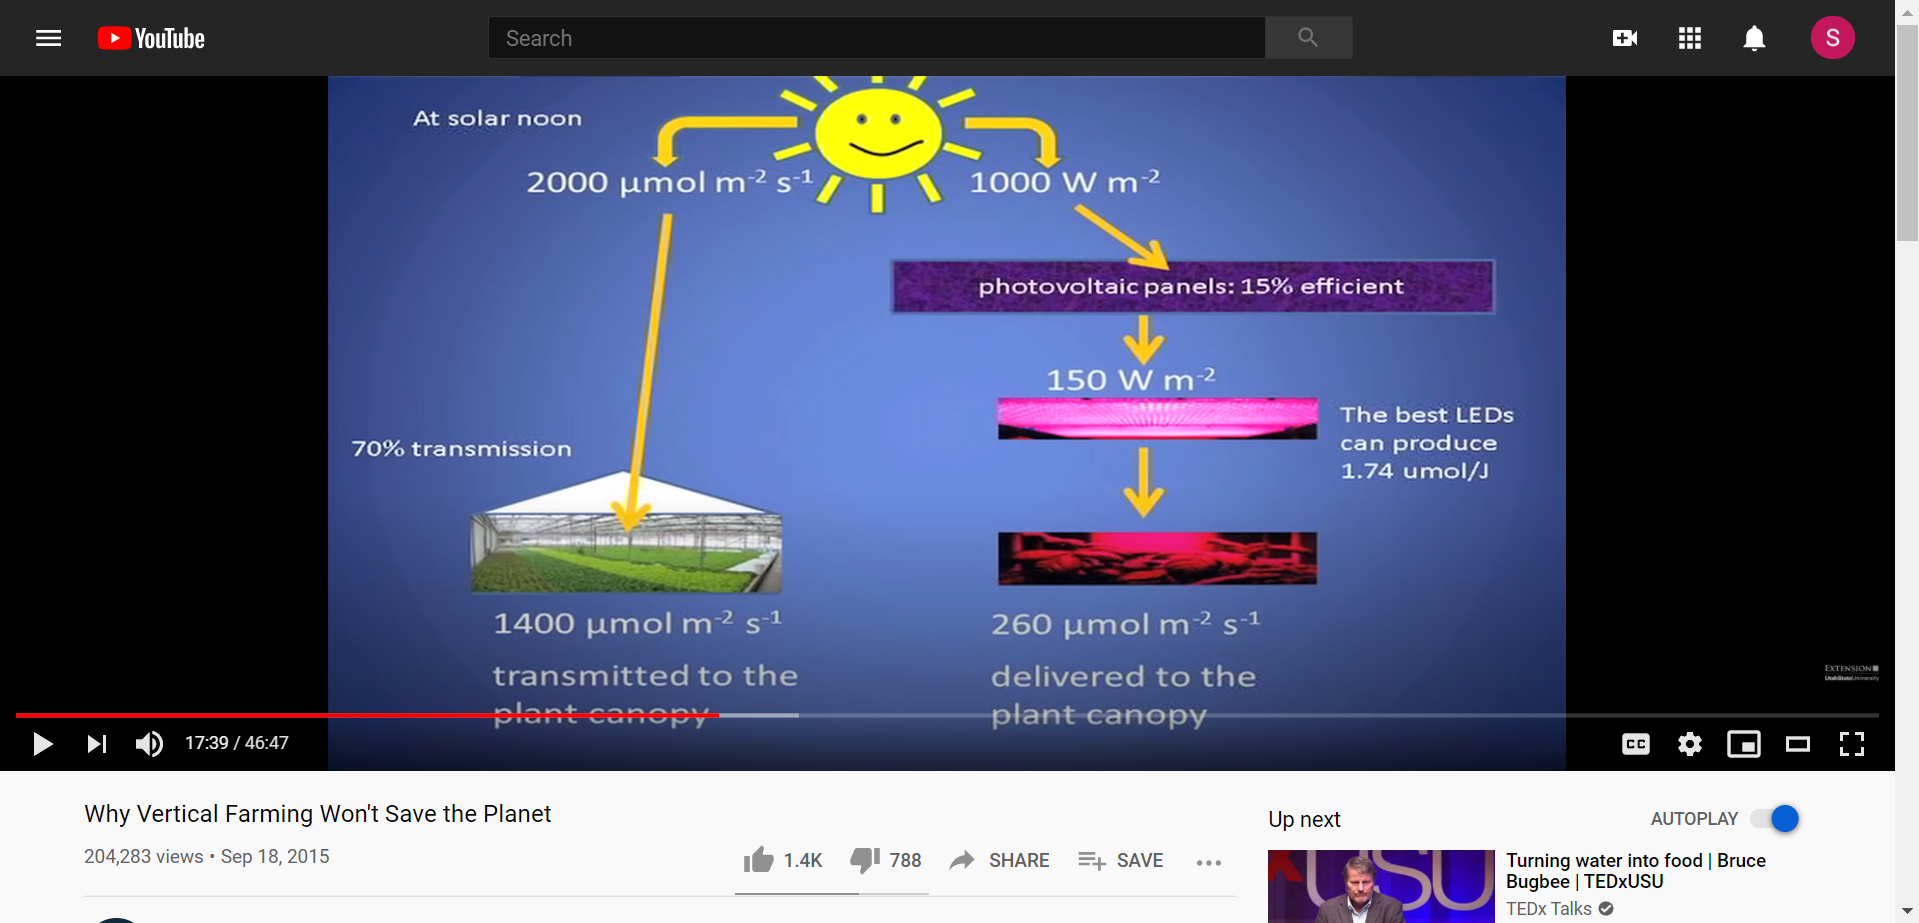 YouTube
Search
S
At solar noon
2000 µmol m-2 s-1
1000 W m-2
photovoltaic panels: 15% efficient
150 W m-2
The best LEDs
can produce
1.74 umol/J
70% transmission
1400 µmol m-2 s-1
transmitted to the
plant canopy
260 µmol m-2 s-1
delivered to the
plant canopy
EXTENSION
UtahStateUniversity
17:39 / 46:47
CC
Why Vertical Farming Won't Save the Planet
204,283 views • Sep 18, 2015
1.4K
788
SHARE
SAVE
Up next
AUTOPLAY
USU
Turning water into food | Bruce
Bugbee | TEDxUSU
TEDx Talks